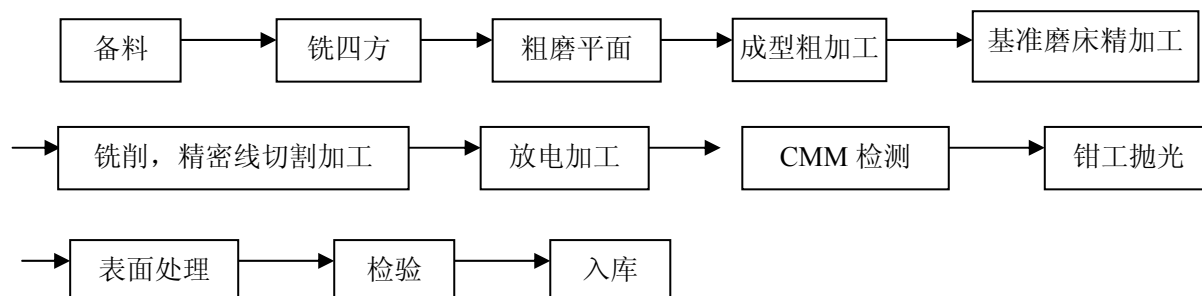 备料 铣四方 粗磨平面 成型粗加工 基准磨床精加工
铣削，精密线切割加工 放电加工 CMM 检测 钳工抛光
表面处理 检验 入库